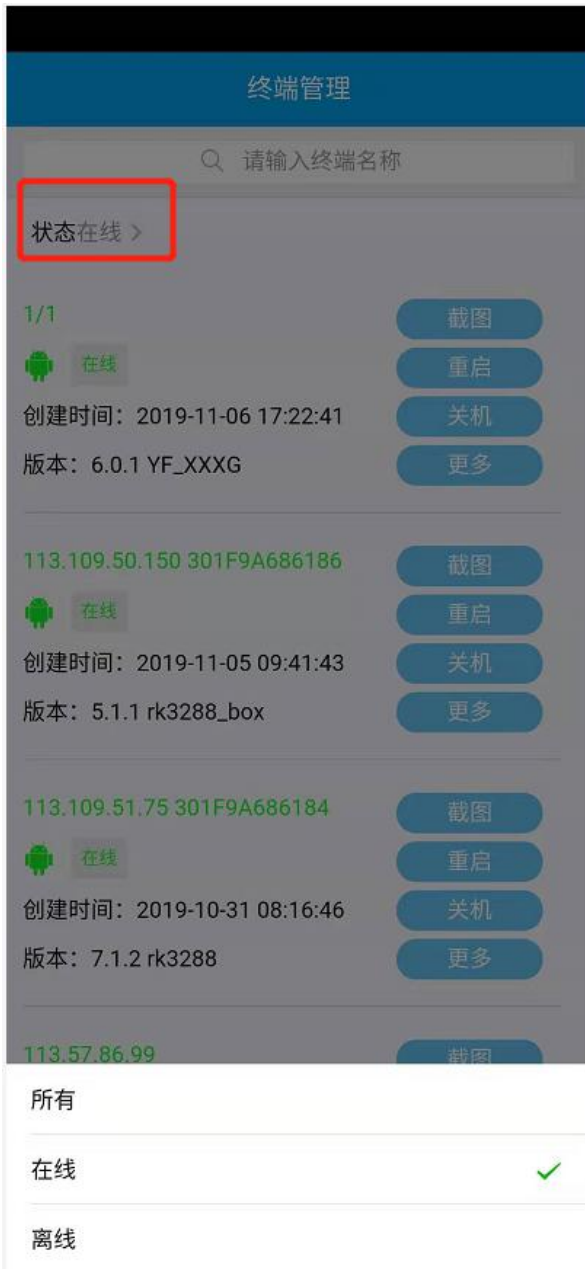 终端管理
请输入终端名称
状态在线 >
1/1
截图
在线
重启
创建时间：2019-11-06 17:22:41
关机
版本：6.0.1 YF_XXXG
更多
113.109.50.150 301F9A686186
截图
在线
重启
创建时间：2019-11-05 09:41:43
关机
版本：5.1.1 rk3288_box
更多
113.109.51.75 301F9A686184
截图
在线
重启
创建时间：2019-10-31 08:16:46
关机
版本：7.1.2 rk3288
更多
113.57.86.99
截图
所有
在线
离线